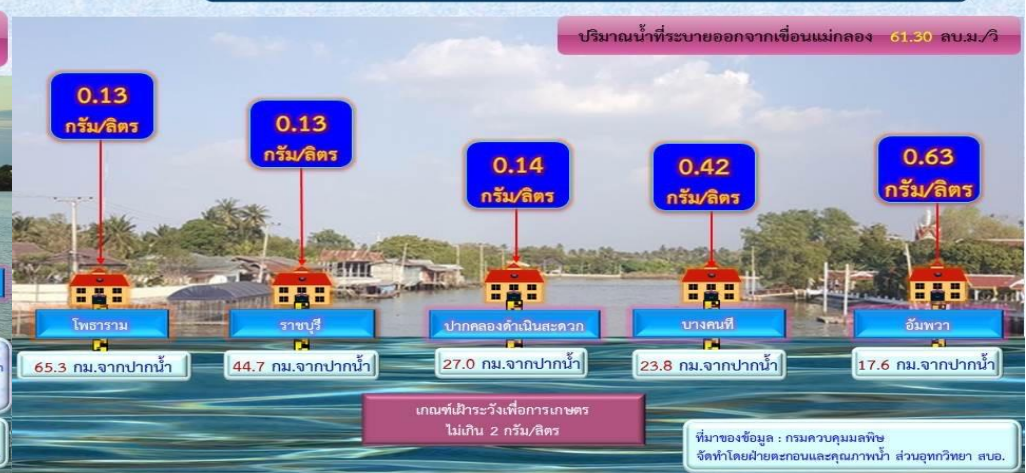 ปริมาณน้ำที่ระบายออกจากเขื่อนแม่กลอง 61.30 ลบ.ม./วิ
0.13
กรัม/ลิตร
0.13
กรัม/ลิตร
0.14
กรัม/ลิตร
0.42
กรัม/ลิตร
0.63
กรัม/ลิตร
โพธาราม
ราชบุรี
ปากคลองดำเนินสะดวก
บางคนที
อัมพวา
65.3 กม.จากปากน้ำ
44.7 กม.จากปากน้ำ
27.0 กม.จากปากน้ำ
23.8 กม.จากปากน้ำ
17.6 กม.จากปากน้ำ
เกณฑ์เฝ้าระวังเพื่อการเกษตร
ไม่เกิน 2 กรัม/ลิตร
ที่มาของข้อมูล : กรมควบคุมมลพิษ
จัดทำโดยฝ่ายตะกอนและคุณภาพน้ำ ส่วนอุทกวิทยา สบอ.